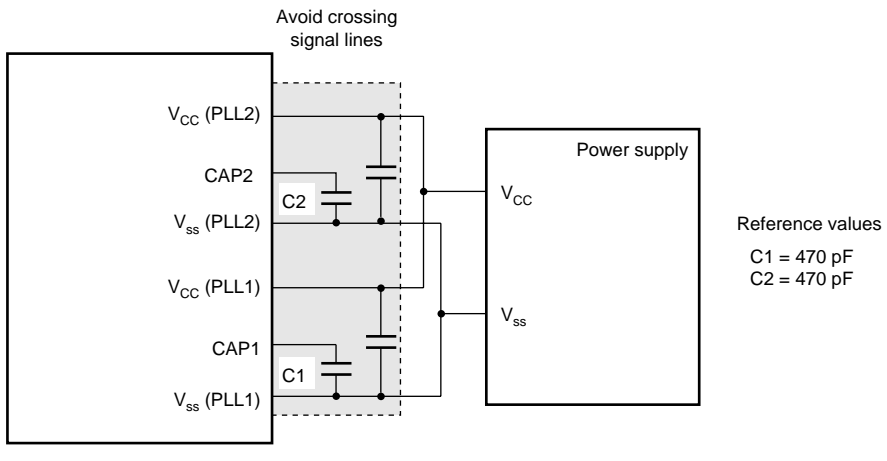 Avoid crossing
signal lines
VCC (PLL2)
CAP2
C2
Vss (PLL2)
VCC (PLL1)
CAP1
C1
Vss (PLL1)
Power supply
VCC
Vss
Reference values
C1 = 470 pF
C2 = 470 pF